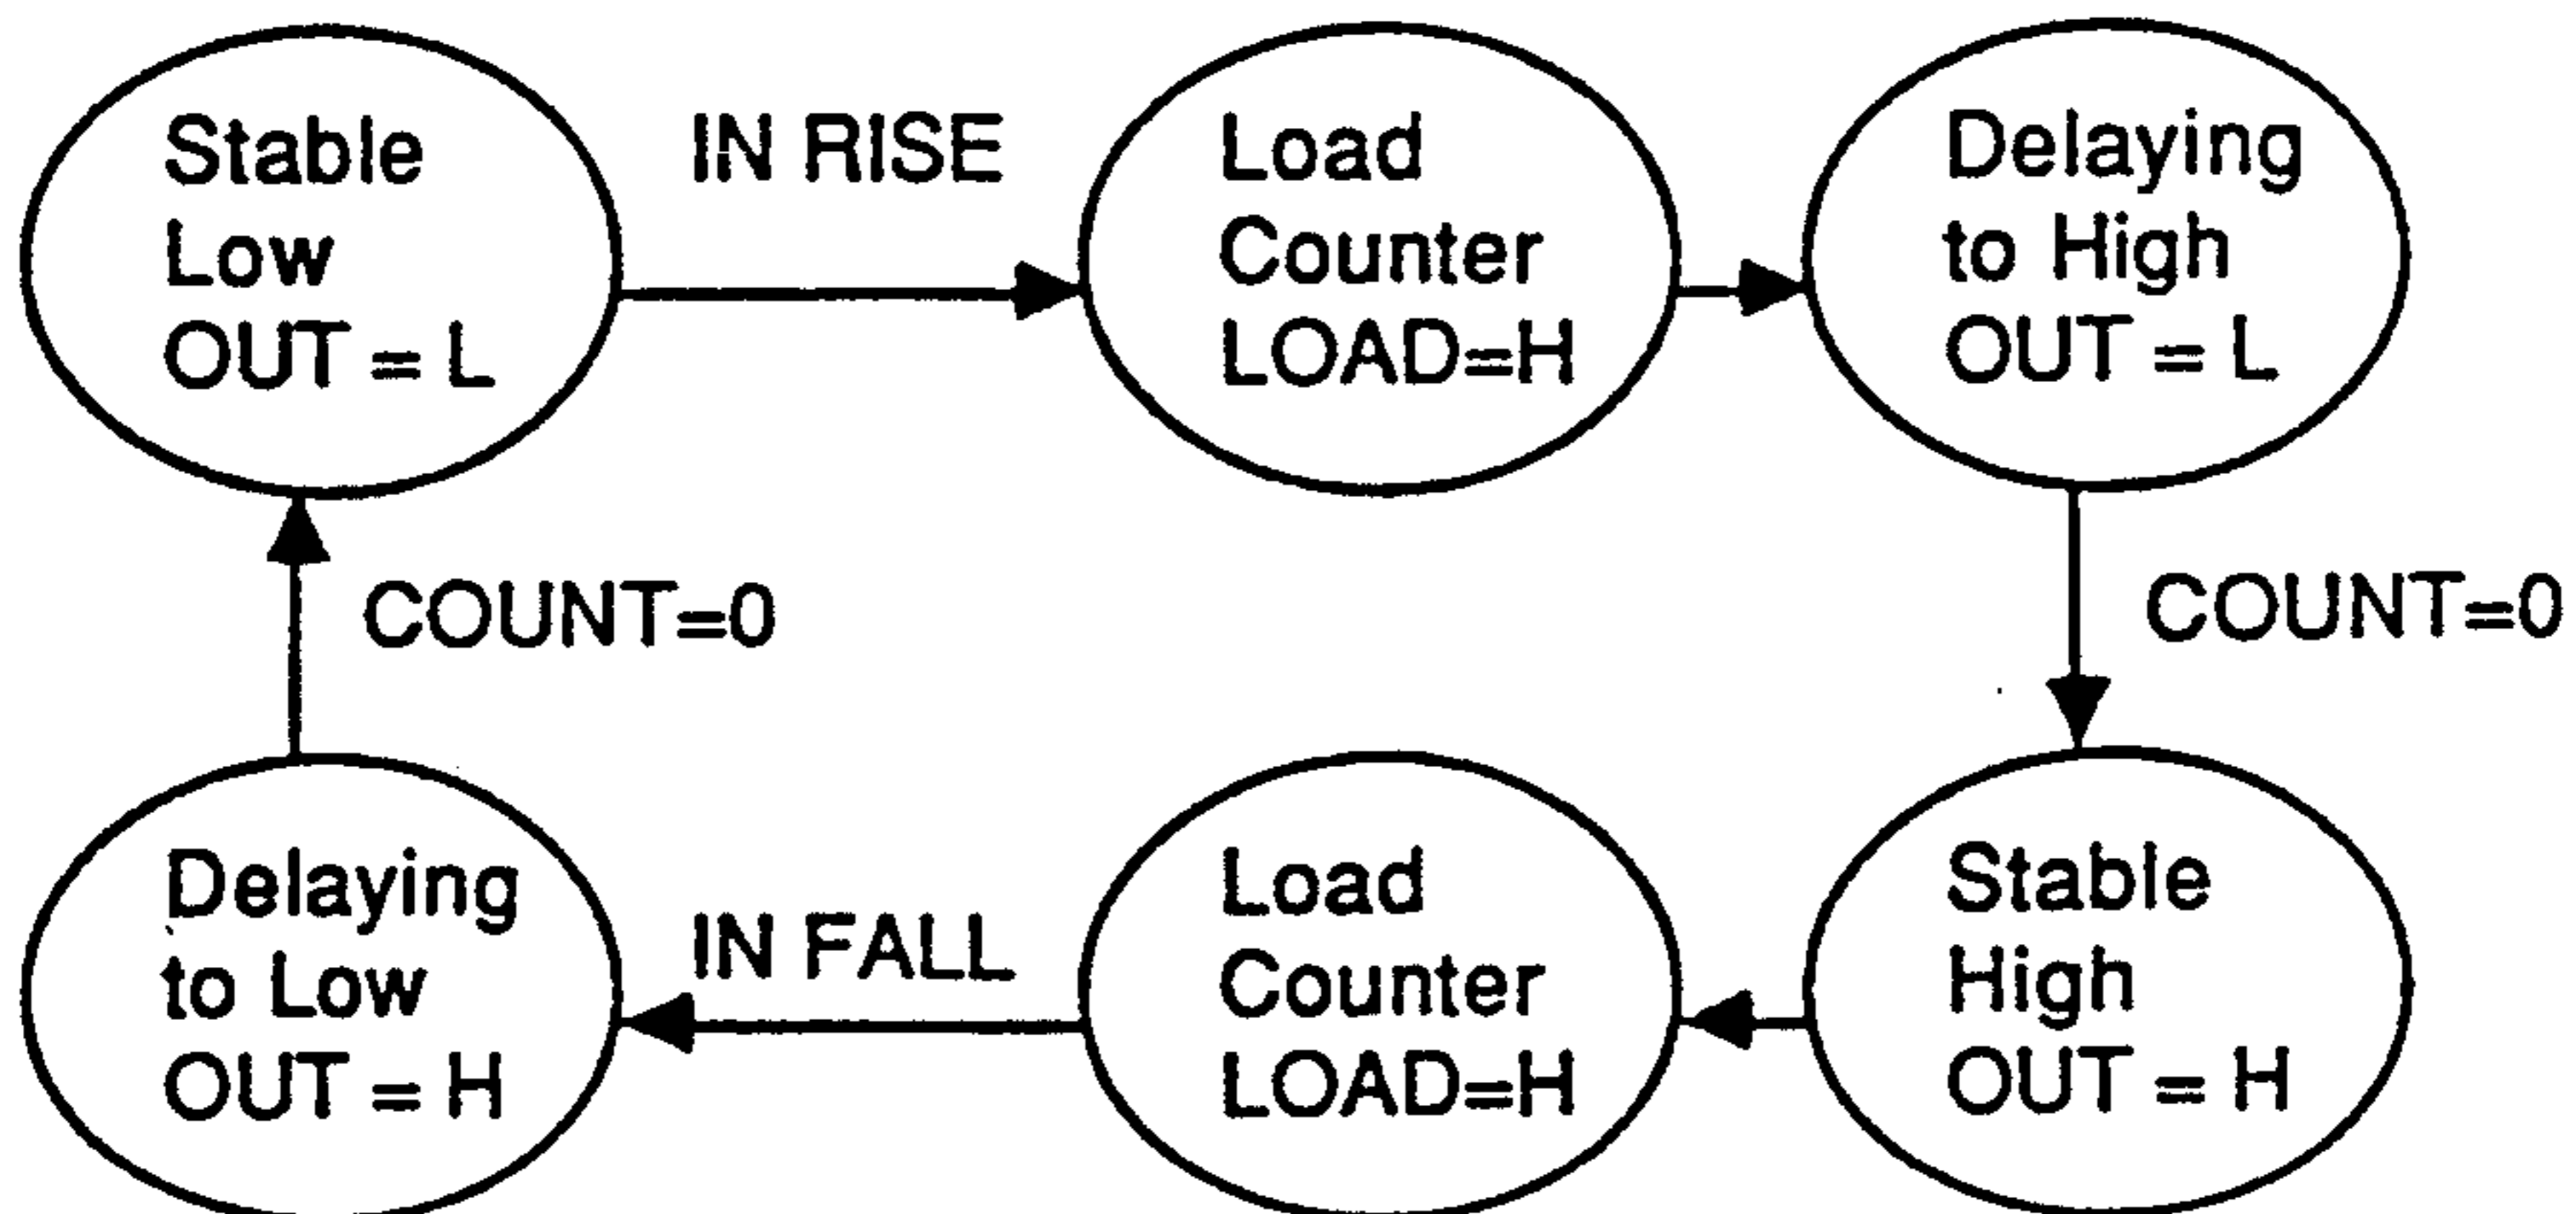 Stable
Low
OUT = L
IN RISE
Load
Counter
LOAD=H
Delaying
to High
OUT = L
COUNT=0
COUNT=0
Delaying
to Low
OUT = H
IN FALL
Load
Counter
LOAD=H
Stable
High
OUT = H